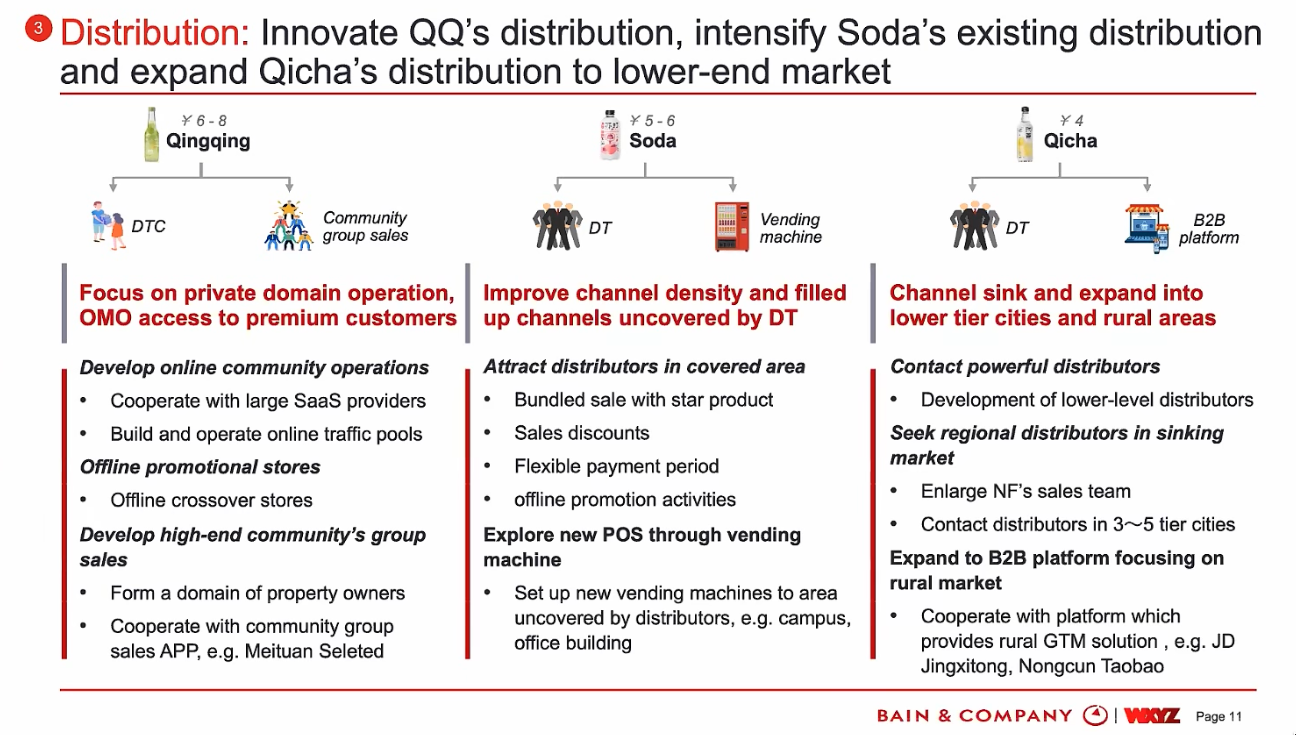 3
Distribution: Innovate QQ's distribution, intensify Soda's existing distribution
and expand Qicha's distribution to lower-end market
¥ 6 - 8
Qingqing
DTC
Community
group sales
Focus on private domain operation,
OMO access to premium customers
Develop online community operations
• Cooperate with large SaaS providers
• Build and operate online traffic pools
Offline promotional stores
• Offline crossover stores
Develop high-end community's group
sales
• Form a domain of property owners
• Cooperate with community group
sales APP, e.g. Meituan Seleted
¥ 5 - 6
Soda
DT
Vending
machine
Improve channel density and filled
up channels uncovered by DT
Attract distributors in covered area
• Bundled sale with star product
• Sales discounts
• Flexible payment period
• offline promotion activities
Explore new POS through vending
machine
• Set up new vending machines to area
uncovered by distributors, e.g. campus,
office building
¥ 4
Qicha
DT
B2B
platform
Channel sink and expand into
lower tier cities and rural areas
Contact powerful distributors
• Development of lower-level distributors
Seek regional distributors in sinking
market
• Enlarge NF's sales team
• Contact distributors in 3～5 tier cities
Expand to B2B platform focusing on
rural market
• Cooperate with platform which
provides rural GTM solution , e.g. JD
Jingxitong, Nongcun Taobao
BAIN & COMPANY | WXYZ Page 11